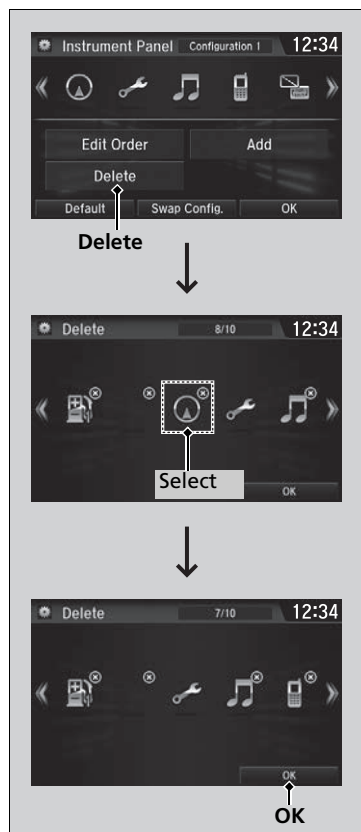 Instrument Panel Configuration 1 12:34
Edit Order Add
Delete
Default Swap Config. OK
Delete
Delete 8/10 12:34
Select
OK
Delete 7/10 12:34
OK
OK